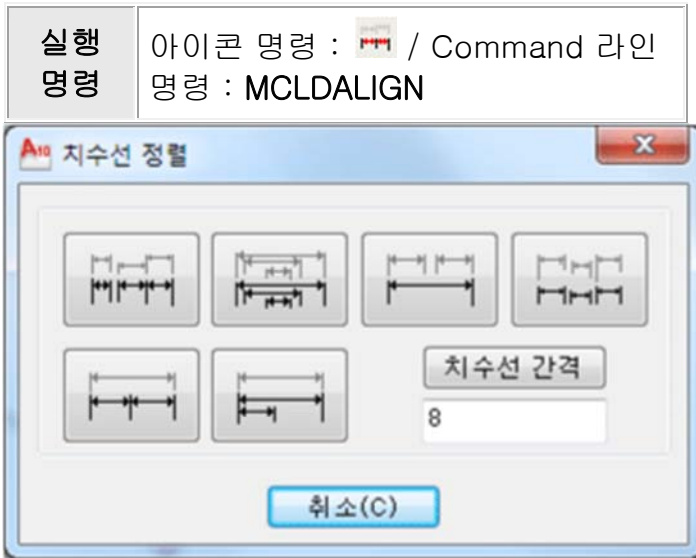 실행
명령
아이콘 명령 : / Command 라인
명령 : MCLDALIGN
A10 치수선 정렬
치수선 간격
8
취소(C)